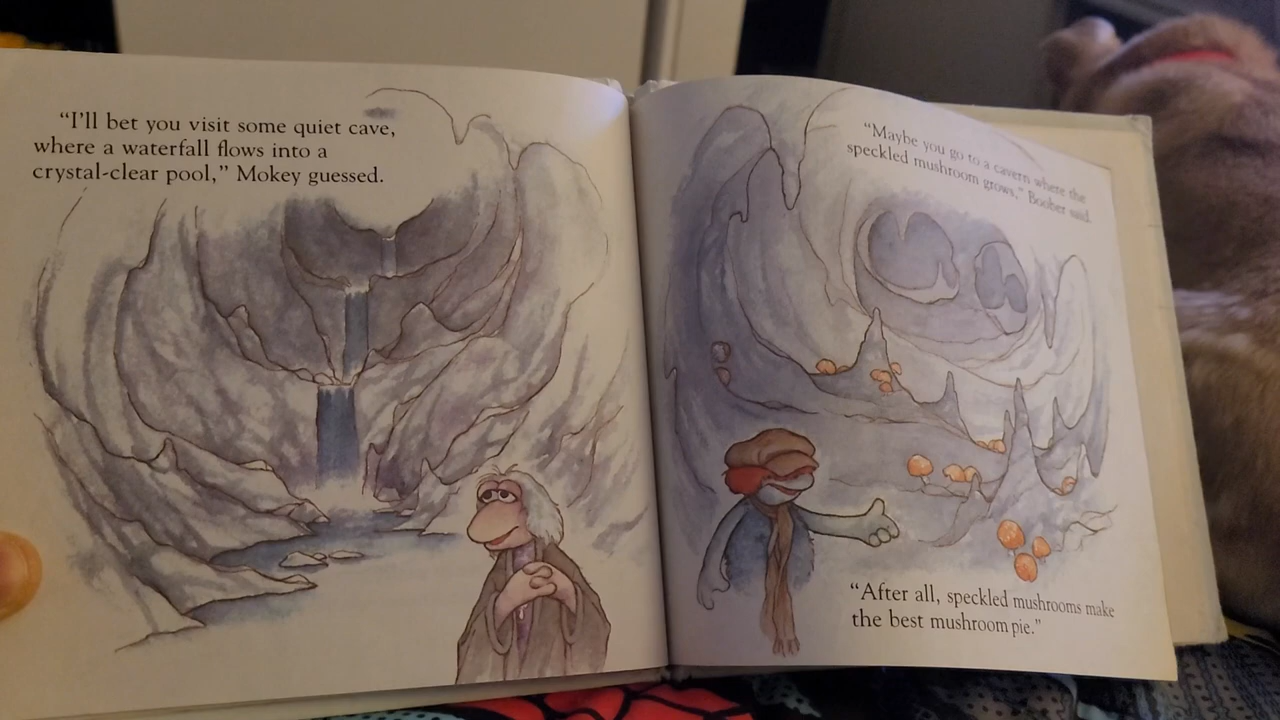 “I’ll bet you visit some quiet cave,
where a waterfall flows into a
crystal-clear pool,” Mokey guessed.
“Maybe you go to a cavern where the
speckled mushroom grows,” Boober said.
“After all, speckled mushrooms make
the best mushroom pie.”